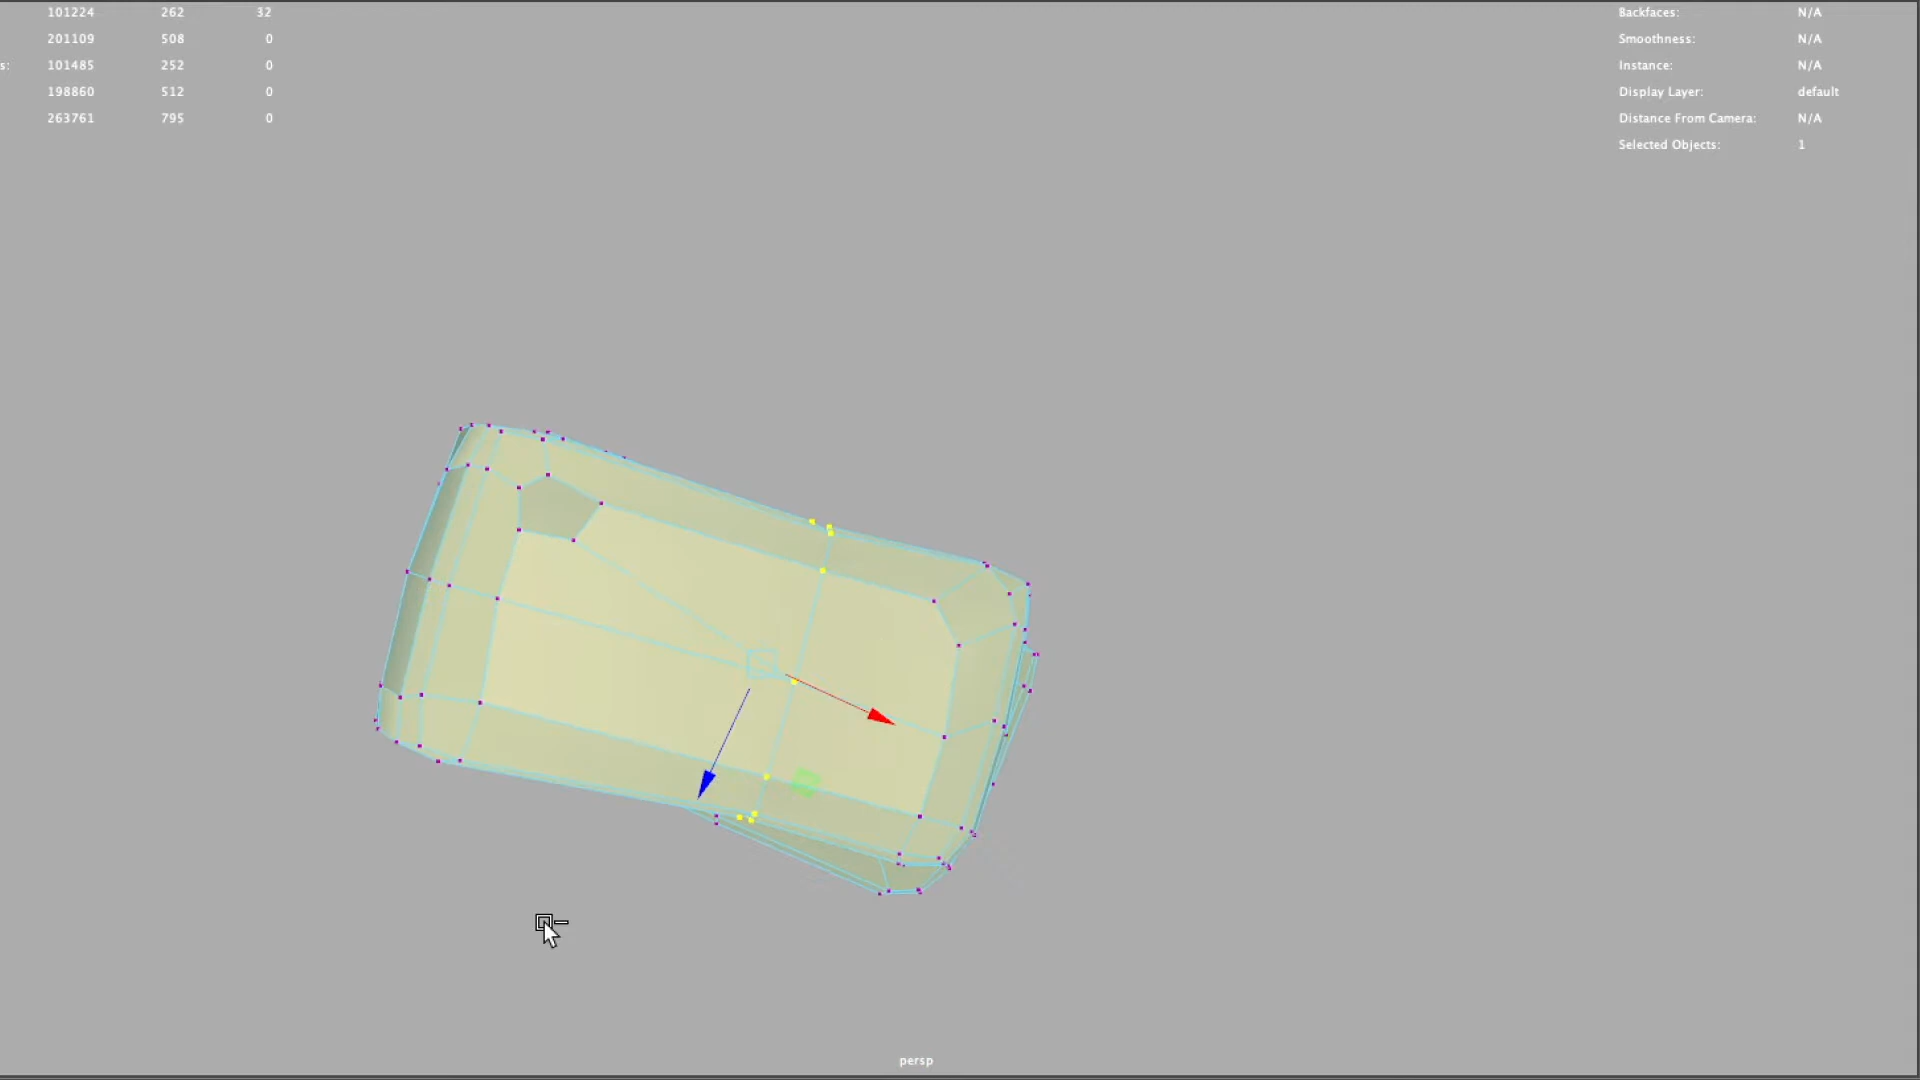 101224 262 32
201109 508 0
s: 101485 252 0
198860 512 0
263761 795 0
Backfaces: N/A
Smoothness: N/A
Instance: N/A
Display Layer: default
Distance From Camera: N/A
Selected Objects: 1
persp